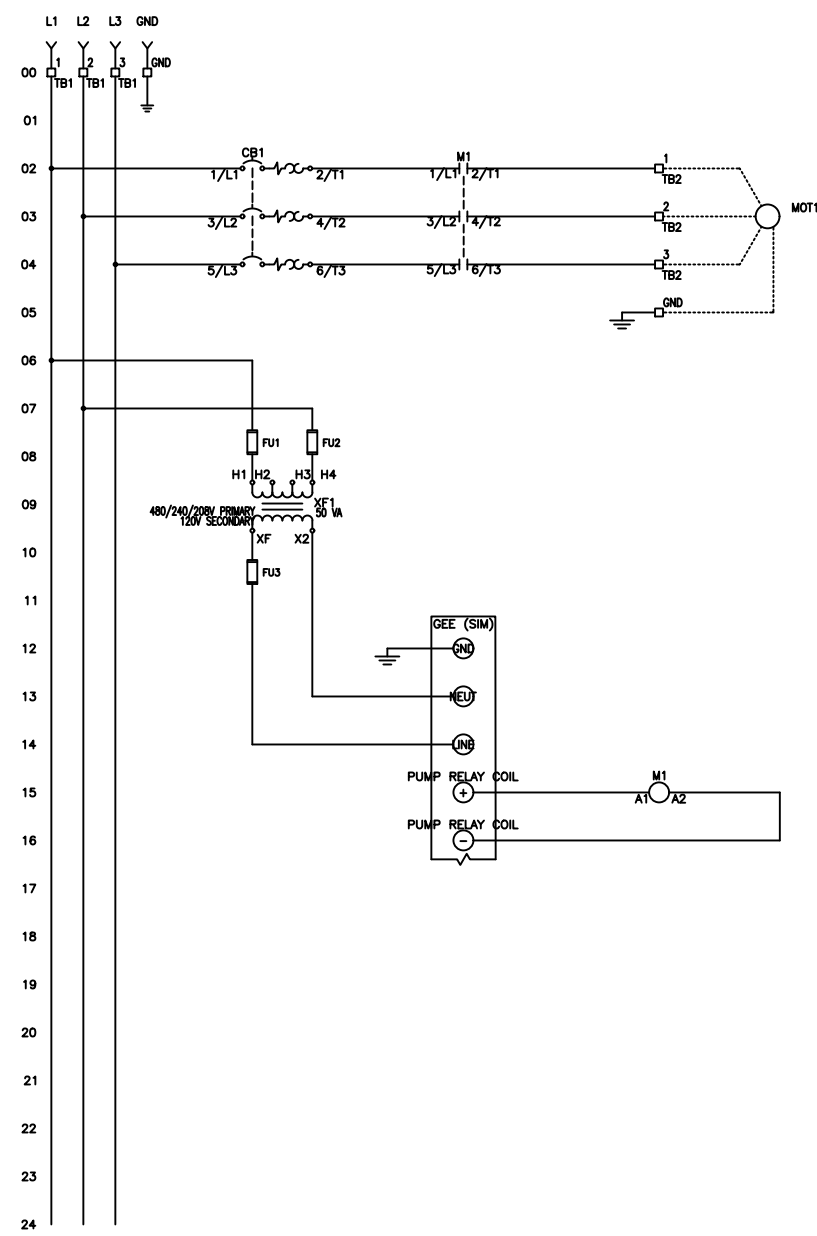 L1 L2 L3 GND
1 2 3 GND
00 TB1 TB1 TB1
01
CB1 M1 1
02 1/L1 2/T1 1/L1 2/T1 TB2
2 MOT1
03 3/L2 4/T2 3/L2 4/T2 TB2
3
04 5/L3 6/T3 5/L3 6/T3 TB2
GND
05
06
07
FU1 FU2
08
H1 H2 H3 H4
09 XF1
480/240/208V PRIMARY 50 VA
120V SECONDARY
XF X2
10
FU3
11
GEE (SIM)
12 GND
13 NEUT
14 LINE
PUMP RELAY COIL M1
15 + A1 A2
PUMP RELAY COIL
16 -
17
18
19
20
21
22
23
24